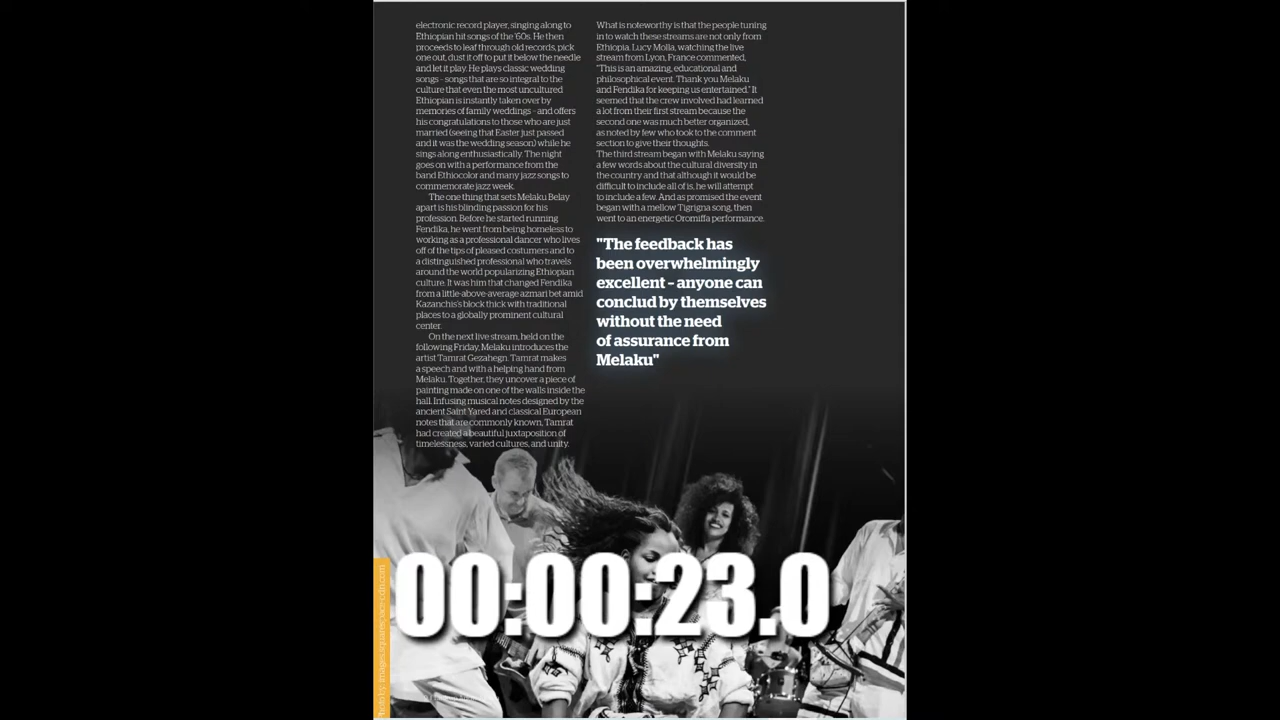 electronic record player, singing along to
Ethiopian hit songs of the '60s. He then
proceeds to leaf through old records, pick
one out, dust it off to put it below the needle
and let it play. He plays classic wedding
songs - songs that are so integral to the
culture that even the most uncultured
Ethiopian is instantly taken over by
memories of family weddings - and offers
his congratulations to those who are just
married (seeing that Easter just passed
and it was the wedding season) while he
sings along enthusiastically. The night
goes on with a performance from the
band Ethiocolor and many jazz songs to
commemorate jazz week.
The one thing that sets Melaku Belay
apart is his blinding passion for his
profession. Before he started running
Fendika, he went from being homeless to
working as a professional dancer who lives
off of the tips of pleased costumers and to
a distinguished professional who travels
around the world popularizing Ethiopian
culture. It was him that changed Fendika
from a little-above-average azmari bet amid
Kazanchis's block thick with traditional
places to a globally prominent cultural
center.
On the next live stream, held on the
following Friday, Melaku introduces the
artist Tamrat Gezahegn. Tamrat makes
a speech and with a helping hand from
Melaku. Together, they uncover a piece of
painting made on one of the walls inside the
hall. Infusing musical notes designed by the
ancient Saint Yared and classical European
notes that are commonly known, Tamrat
had created a beautiful juxtaposition of
timelessness, varied cultures, and unity.
What is noteworthy is that the people tuning
in to watch these streams are not only from
Ethiopia. Lucy Molla, watching the live
stream from Lyon, France commented,
"This is an amazing, educational and
philosophical event. Thank you Melaku
and Fendika for keeping us entertained." It
seemed that the crew involved had learned
a lot from their first stream because the
second one was much better organized,
as noted by few who took to the comment
section to give their thoughts.
The third stream began with Melaku saying
a few words about the cultural diversity in
the country and that although it would be
difficult to include all of is, he will attempt
to include a few. And as promised the event
began with a mellow Tigrigna song, then
went to an energetic Oromiffa performance.
"The feedback has
been overwhelmingly
excellent - anyone can
conclud by themselves
without the need
of assurance from
Melaku"
00:00:23.0
Photo by: images.squarespace-cdn.com